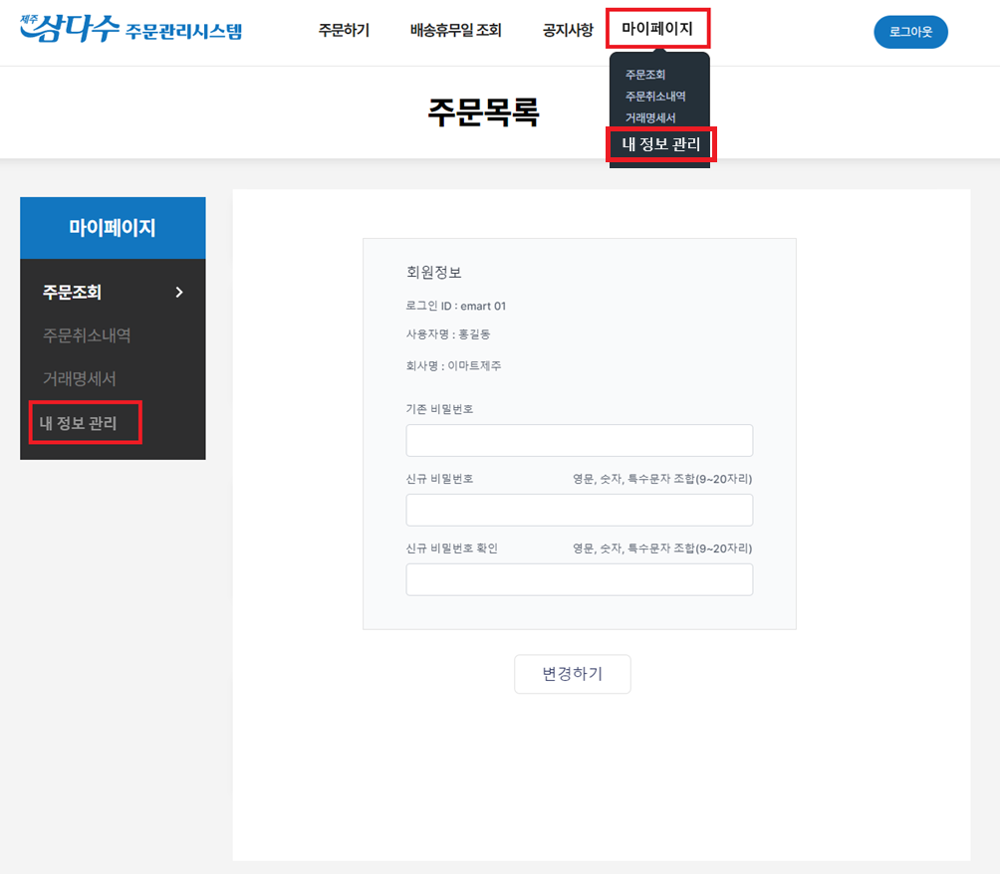 제주삼다수 주문관리시스템
주문하기 배송휴무일 조회 공지사항 마이페이지 로그아웃
주문조회
주문취소내역
거래명세서
내 정보 관리
주문목록
마이페이지
주문조회
주문취소내역
거래명세서
내 정보 관리
회원정보
로그인 ID : emart 01
사용자명 : 홍길동
회사명 : 이마트제주
기존 비밀번호
신규 비밀번호 영문, 숫자, 특수문자 조합(9~20자리)
신규 비밀번호 확인 영문, 숫자, 특수문자 조합(9~20자리)
변경하기